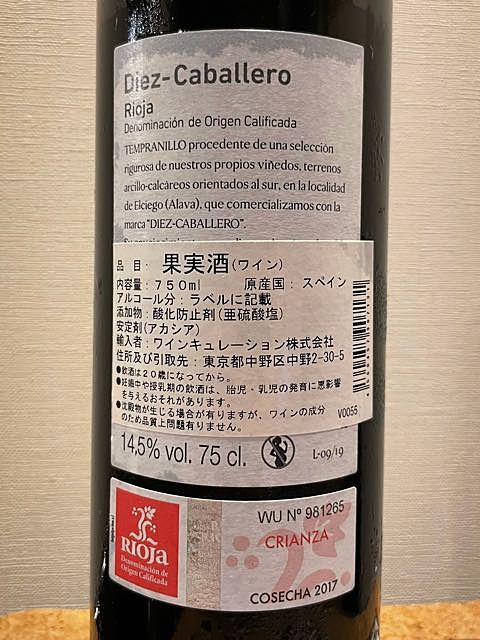 Diez-Caballero
Rioja
Denominación de Origen Calificada
TEMPRANILLO procedente de una selección
rigurosa de nuestros propios viñedos, terrenos
arcillo-calcáreos orientados al sur, en la localidad
de Elciego (Alava), que comercializamos con la
marca "DIEZ-CABALLERO".
品 目: 果実酒(ワイン)
内容量:750ml 原産国: スペイン
アルコール分:ラベルに記載
添加物:酸化防止剤(亜硫酸塩)
安定剤(アカシア)
輸入者:ワインキュレーション株式会社
住所及び引取先:東京都中野区中野2-30-5
●飲酒は20歳になってから。
●妊娠中や授乳期の飲酒は、胎児・乳児の発育に悪影響
を与えるおそれがあります。
●沈殿物が生じる場合が有りますが、ワインの成分
のため品質上問題有りません。
V0055
14,5% vol. 75 cl.
L-09/19
WU Nº 981265
CRIANZA
COSECHA 2017
RIOJA
Denominación de
Origen Calificada